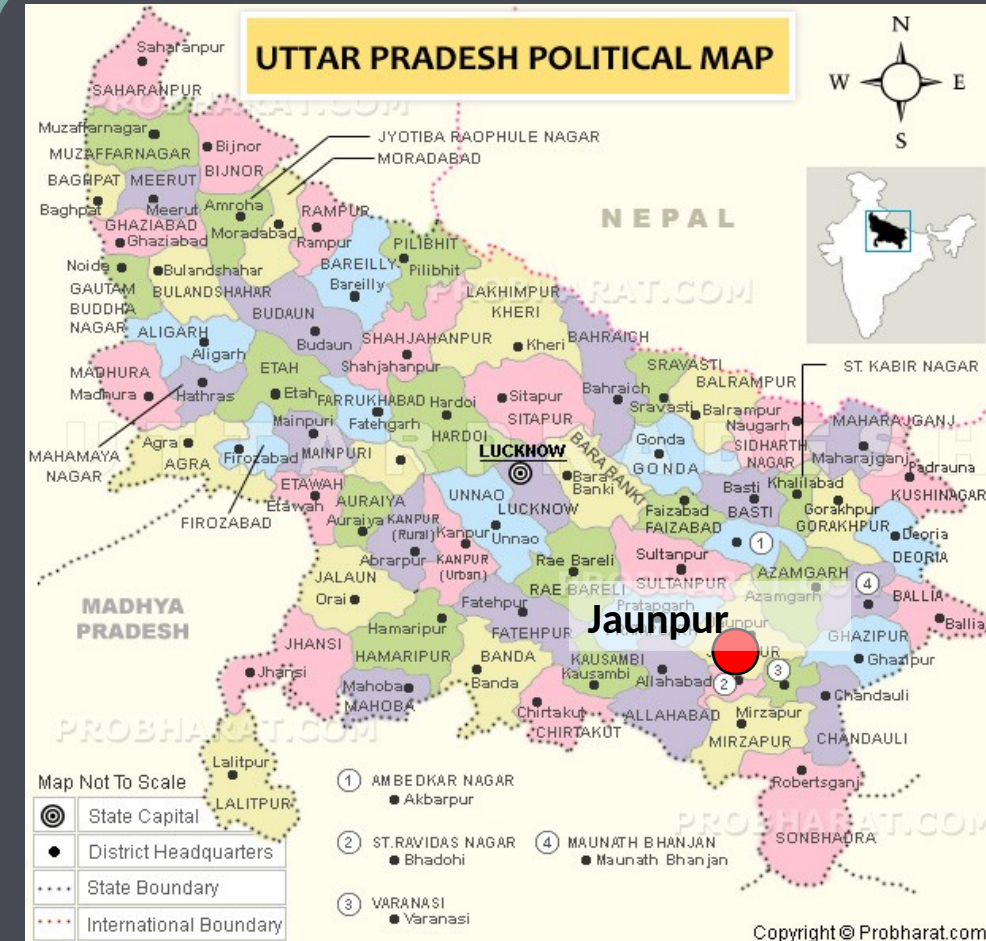 UTTAR PRADESH POLITICAL MAP
N
W E
S
Saharanpur
SAHARANPUR
Muzaffarnagar
MUZAFFARNAGAR
Bijnor
BIJNOR
JYOTIBA RAOPHULE NAGAR
MORADABAD
BAGHPAT
MEERUT
Baghpat
Meerut
Amroha
Moradabad
RAMPUR
Rampur
GHAZIABAD
Ghaziabad
NEPAL
PILIBHIT
Pilibhit
Noida
GAUTAM
BUDDHA
NAGAR
Bulandshahar
BULANDSHAHAR
BAREILLY
Bareilly
PROBHARAT.COM
LAKHIMPUR
KHERI
Kheri
BUDAUN
Budaun
ALIGARH
Aligarh
SHAHJAHANPUR
Shahjahanpur
BAHRAICH
Bahraich
SRAVASTI
Sravasti
BALRAMPUR
Balrampur
ST. KABIR NAGAR
MADHURA
Madhura
Hathras
ETAH
Etah
FARRUKHABAD
Fatehgarh
Hardoi
HARDOI
Sitapur
SITAPUR
Naugarh
SIDHARTH
NAGAR
MAHARAJGANJ
Maharajganj
MAHAMAYA
NAGAR
Agra
AGRA
Firozabad
FIROZABAD
Mainpuri
MAINPURI
LUCKNOW
LUCKNOW
BARA BANKI
Bara
Banki
Gonda
GONDA
Basti
BASTI
Khalilabad
Padrauna
KUSHINAGAR
ETAWAH
Etawah
AURAIYA
Auraiya
UNNAO
Unnao
Faizabad
FAIZABAD
Gorakhpur
GORAKHPUR
Deoria
DEORIA
KANPUR
(Rural)
Abrarpur
Kanpur
KANPUR
(Urban)
Rae Bareli
RAE BARELI
Sultanpur
SULTANPUR
1
AZAMGARH
Azamgarh
4
BALLIA
Ballia
MADHYA
PRADESH
JALAUN
Orai
Hamaripur
HAMARIPUR
Fatehpur
FATEHPUR
Pratapgarh
Jaunpur
GHAZIPUR
Ghazipur
JHANSI
Jhansi
Mahoba
MAHOBA
BANDA
Banda
KAUSAMBI
Kausambi
Allahabad
ALLAHABAD
2
3
Chandauli
CHANDAULI
Chirtakut
CHIRTAKUT
Mirzapur
MIRZAPUR
PROBHARAT.COM
Robertsganj
SONBHADRA
Lalitpur
LALITPUR
Map Not To Scale
State Capital
District Headquarters
State Boundary
International Boundary
1 AMBEDKAR NAGAR
Akbarpur
2 ST.RAVIDAS NAGAR
Bhadohi
3 VARANASI
Varanasi
4 MAUNATH BHANJAN
Maunath Bhanjan
PROBHARAT.COM
Copyright © Probharat.com